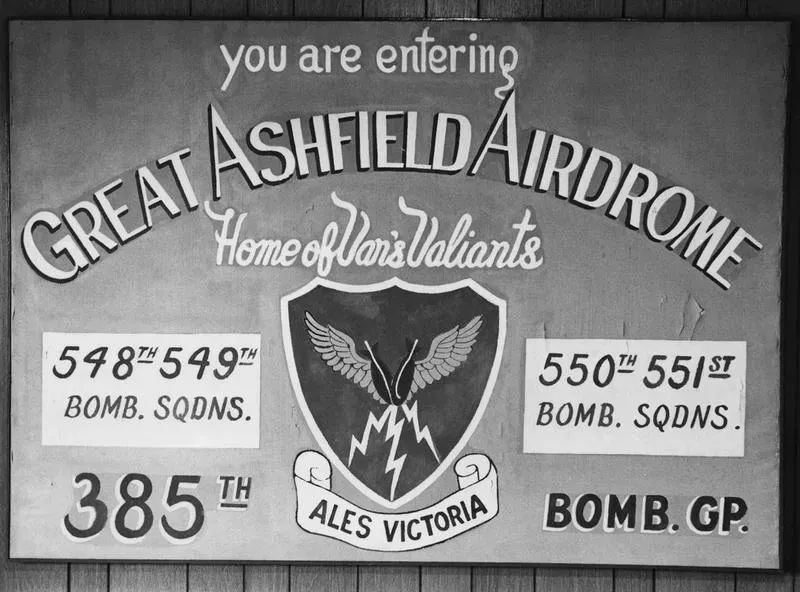 you are entering
GREAT ASHFIELD AIRDROME
Home of Van's Valiants
548TH 549TH
BOMB. SQDNS.
550TH 551ST
BOMB. SQDNS.
385TH
ALES VICTORIA
BOMB. GP.